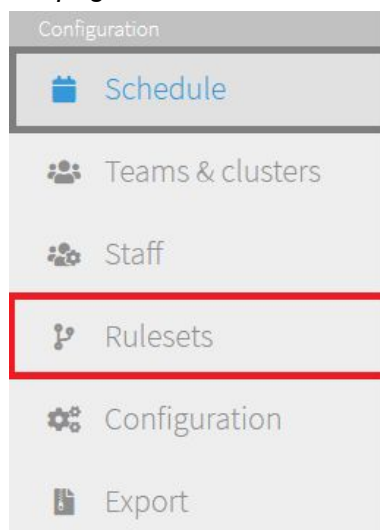 Configuration
Schedule
Teams & clusters
Staff
Rulesets
Configuration
Export